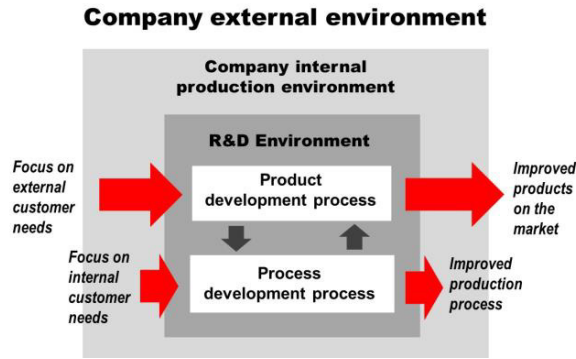 Company external environment
Company internal
production environment
R&D Environment
Focus on
external
customer
needs
Product
development process
Improved
products
on the
market
Focus on
internal
customer
needs
Process
development process
Improved
production
process